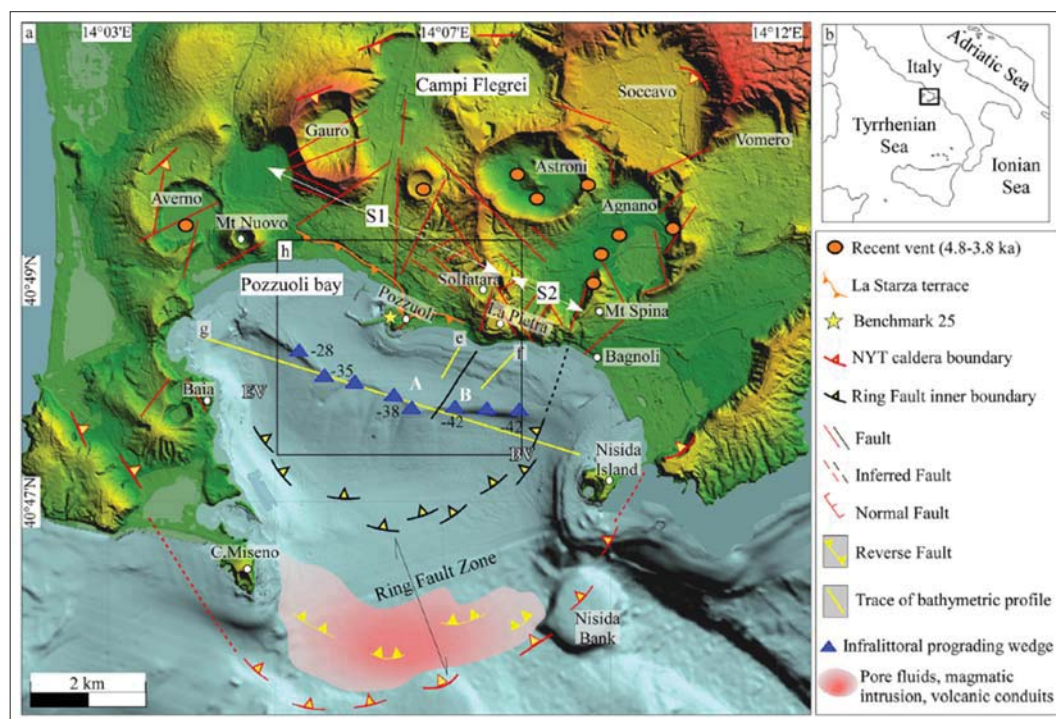 a
14°03'E
14°07'E
14°12'E
Campi Flegrei
Soccavo
Gauro
Vomero
Astroni
Averno
Agnano
S1
Mt Nuovo
40°49'N
h
Solfatara
Pozzuoli bay
S2
Pozzuoli
La Pietra
Mt Spina
g
e
f
Bagnoli
-28
-35
A
Baia
EV
B
-38
-42
-42
BV
Nisida
Island
40°47'N
C.Miseno
Ring Fault Zone
Nisida
Bank
2 km
b
Adriatic Sea
Italy
Tyrrhenian
Sea
Ionian
Sea
Recent vent (4.8-3.8 ka)
La Starza terrace
Benchmark 25
NYT caldera boundary
Ring Fault inner boundary
Fault
Inferred Fault
Normal Fault
Reverse Fault
Trace of bathymetric profile
Infralittoral prograding wedge
Pore fluids, magmatic
intrusion, volcanic conduits